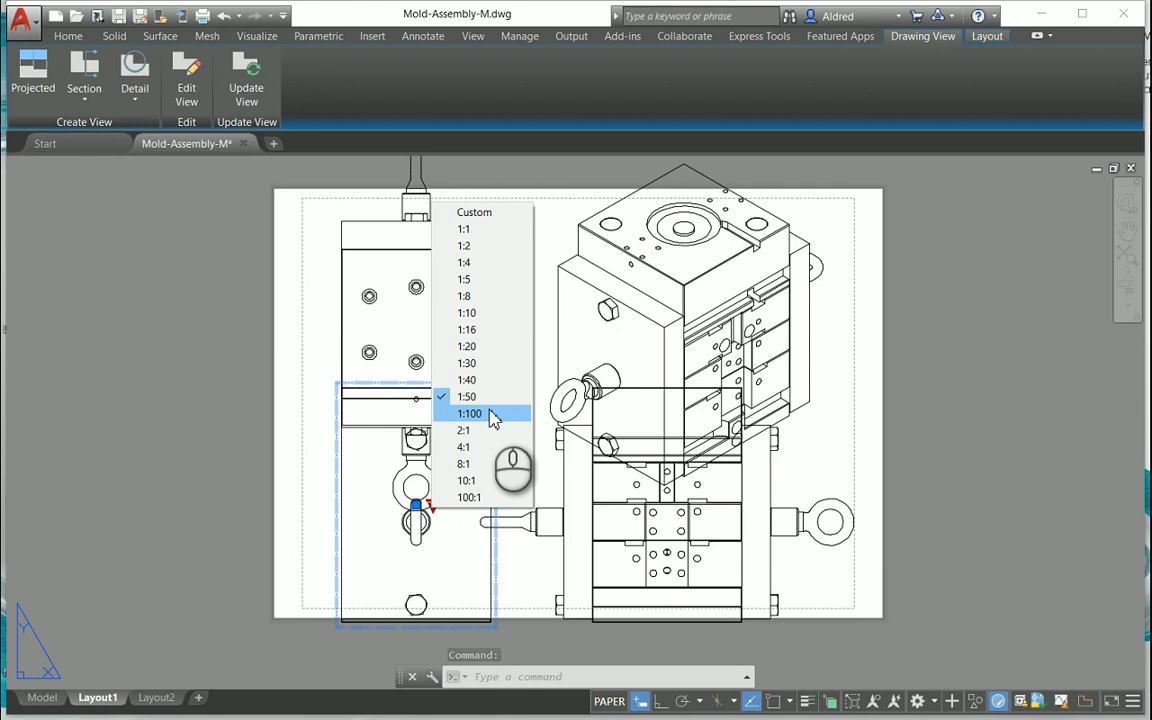 Mold-Assembly-M.dwg
Type a keyword or phrase
Aldred
Home Solid Surface Mesh Visualize Parametric Insert Annotate View Manage Output Add-ins Collaborate Express Tools Featured Apps Drawing View Layout
Projected Section Detail Edit View Update View
Create View Edit Update View
Start Mold-Assembly-M*
Custom
1:1
1:2
1:4
1:5
1:8
1:10
1:16
1:20
1:30
1:40
1:50
1:100
2:1
4:1
8:1
10:1
100:1
Y
X
Command:
Type a command
Model Layout1 Layout2 PAPER